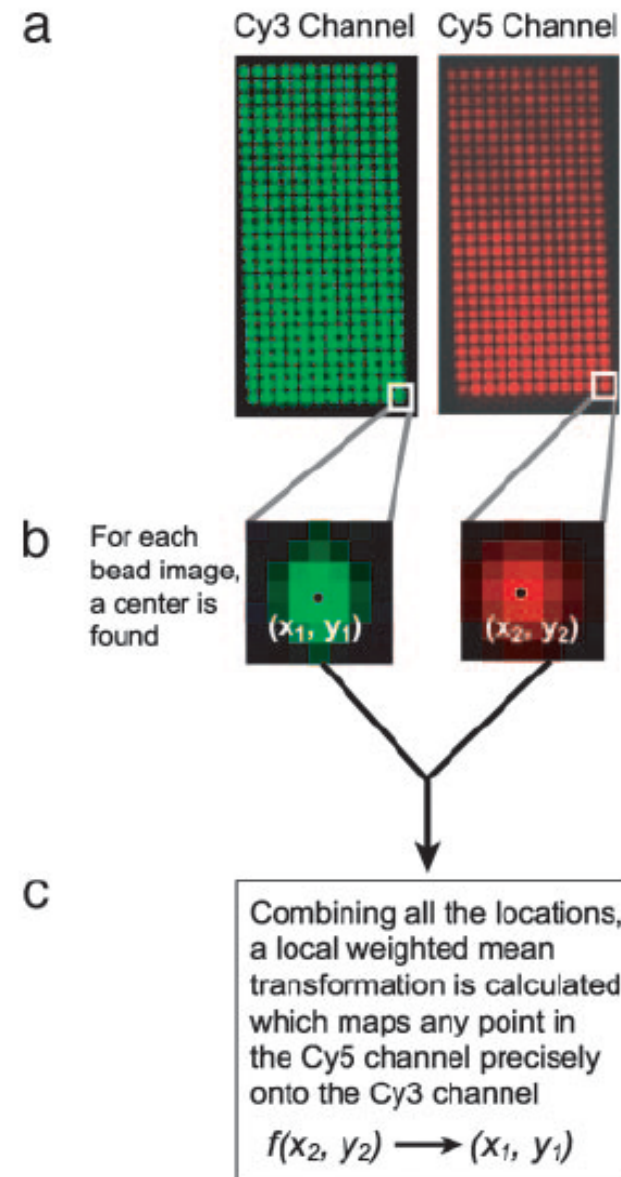 a
Cy3 Channel Cy5 Channel
b
For each
bead image,
a center is
found
(x₁, y₁)
(x₂, y₂)
c
Combining all the locations,
a local weighted mean
transformation is calculated
which maps any point in
the Cy5 channel precisely
onto the Cy3 channel
f(x₂, y₂) ⟶ (x₁, y₁)